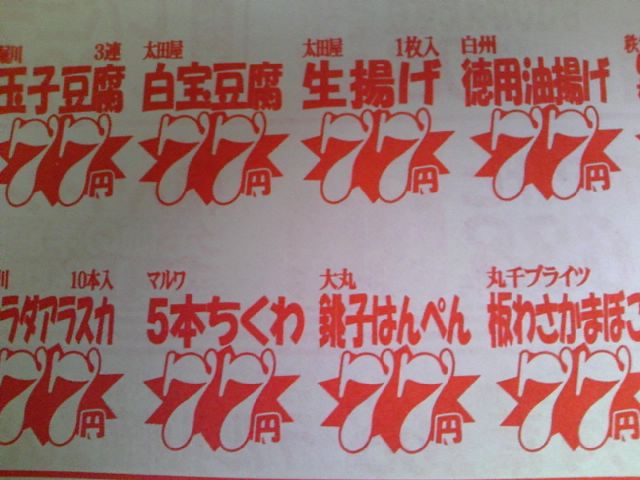 川 3連
玉子豆腐
77円
太田屋
白宝豆腐
77円
太田屋 1枚入
生揚げ
77円
白州
徳用油揚げ
77円
川 10本入
ラダアラスカ
77円
マルワ
5本ちくわ
77円
大丸
銚子はんぺん
77円
丸千プライツ
板わさかまぼこ
77